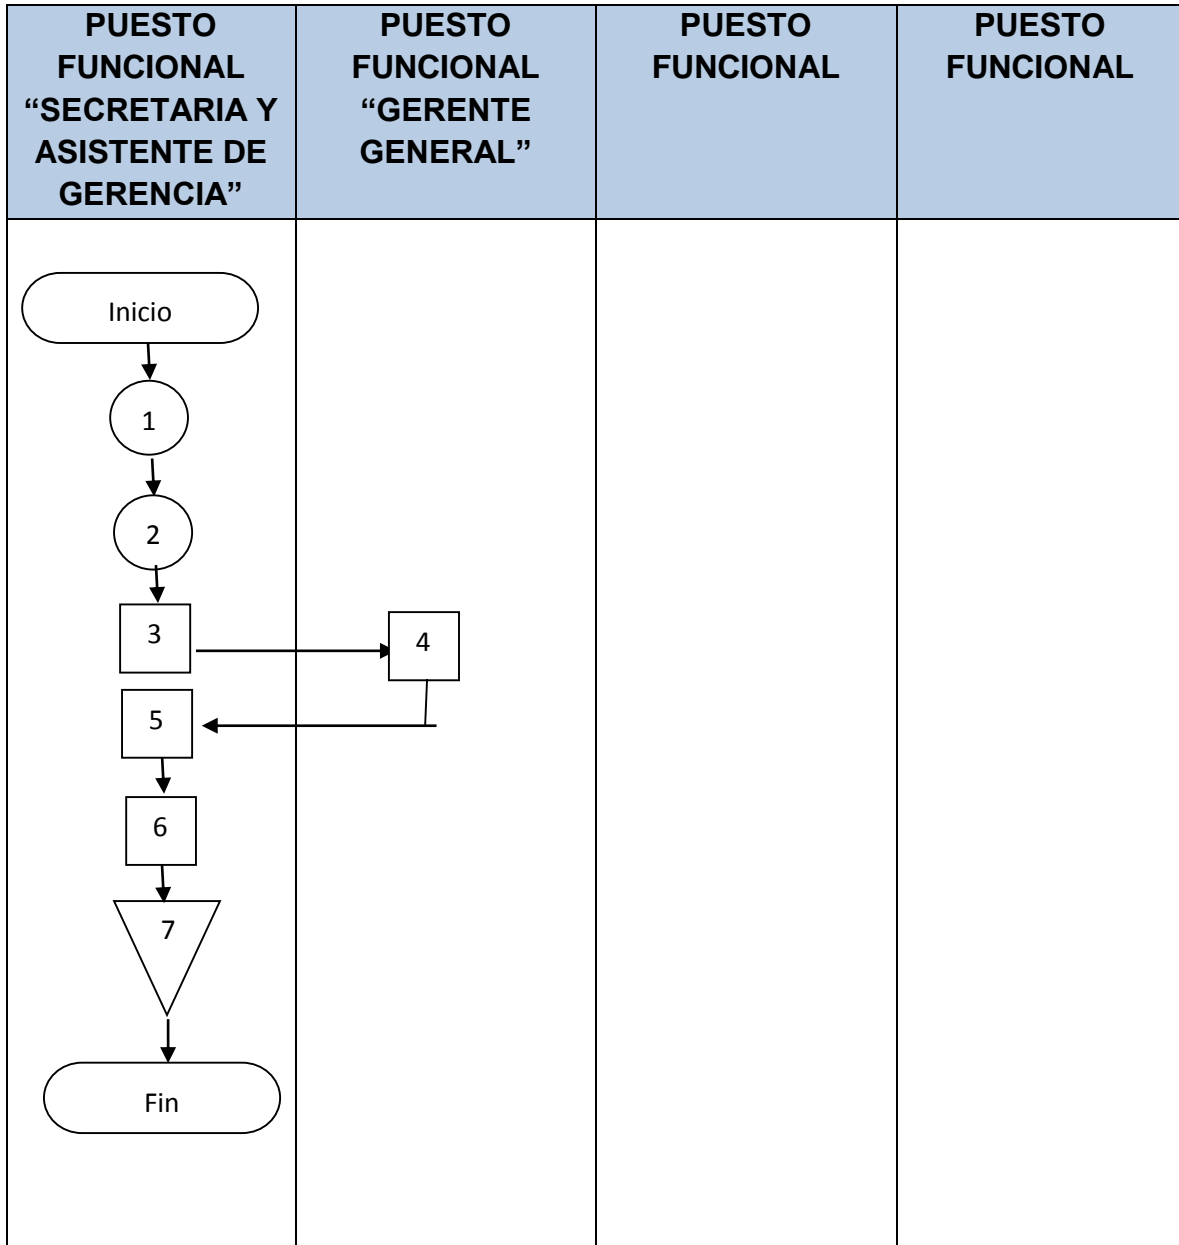 PUESTO
FUNCIONAL
“SECRETARIA Y
ASISTENTE DE
GERENCIA”
PUESTO
FUNCIONAL
“GERENTE
GENERAL”
PUESTO
FUNCIONAL
PUESTO
FUNCIONAL
Inicio
1
2
3
4
5
6
7
Fin